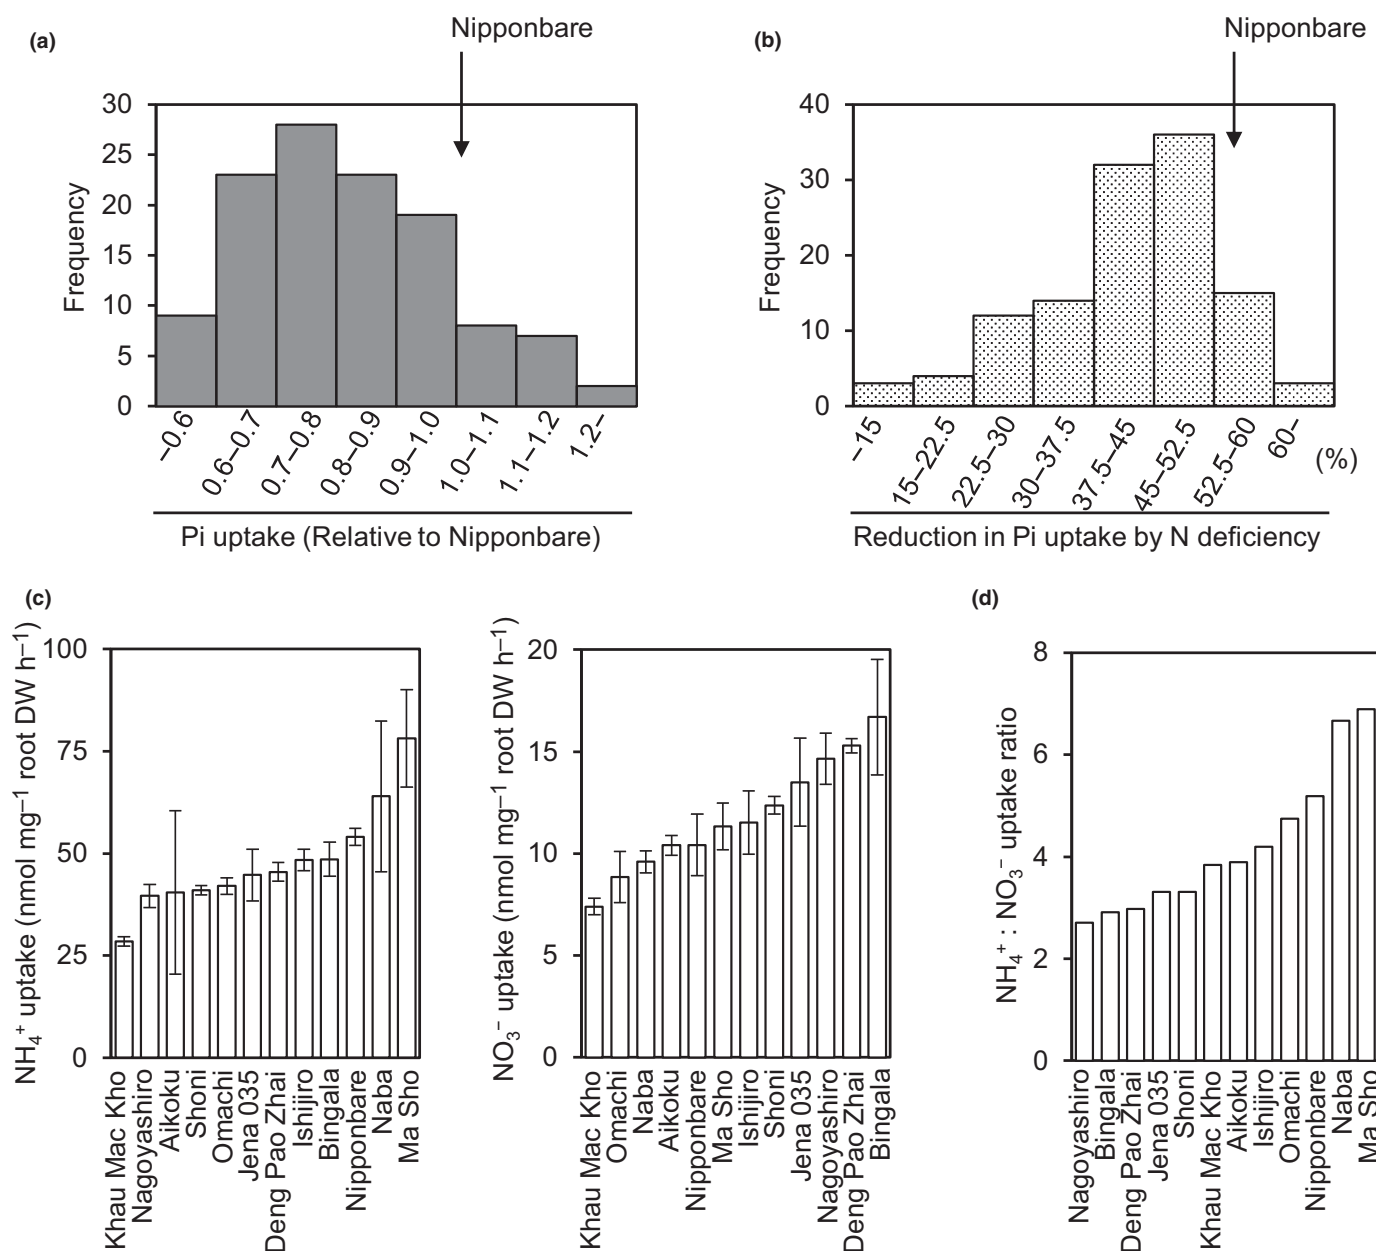 (a)
Nipponbare
Frequency
30
25
20
15
10
5
0
–0.6
0.6–0.7
0.7–0.8
0.8–0.9
0.9–1.0
1.0–1.1
1.1–1.2
1.2–
Pi uptake (Relative to Nipponbare)
(b)
Nipponbare
Frequency
40
30
20
10
0
–15
15–22.5
22.5–30
30–37.5
37.5–45
45–52.5
52.5–60
60–
(%)
Reduction in Pi uptake by N deficiency
(c)
NH₄⁺ uptake (nmol mg⁻¹ root DW h⁻¹)
100
75
50
25
0
Khau Mac Kho
Nagoyashiro
Aikoku
Shoni
Omachi
Jena 035
Deng Pao Zhai
Ishijiro
Bingala
Nipponbare
Naba
Ma Sho
NO₃⁻ uptake (nmol mg⁻¹ root DW h⁻¹)
20
15
10
5
0
Khau Mac Kho
Omachi
Naba
Aikoku
Nipponbare
Ma Sho
Ishijiro
Shoni
Jena 035
Nagoyashiro
Deng Pao Zhai
Bingala
(d)
NH₄⁺ : NO₃⁻ uptake ratio
8
6
4
2
0
Nagoyashiro
Bingala
Deng Pao Zhai
Jena 035
Shoni
Khau Mac Kho
Aikoku
Ishijiro
Omachi
Nipponbare
Naba
Ma Sho